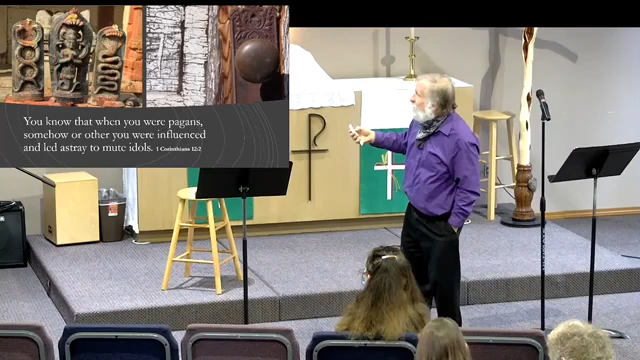 You know that when you were pagans,
somehow or other you were influenced
and led astray to mute idols. 1 Corinthians 12:2